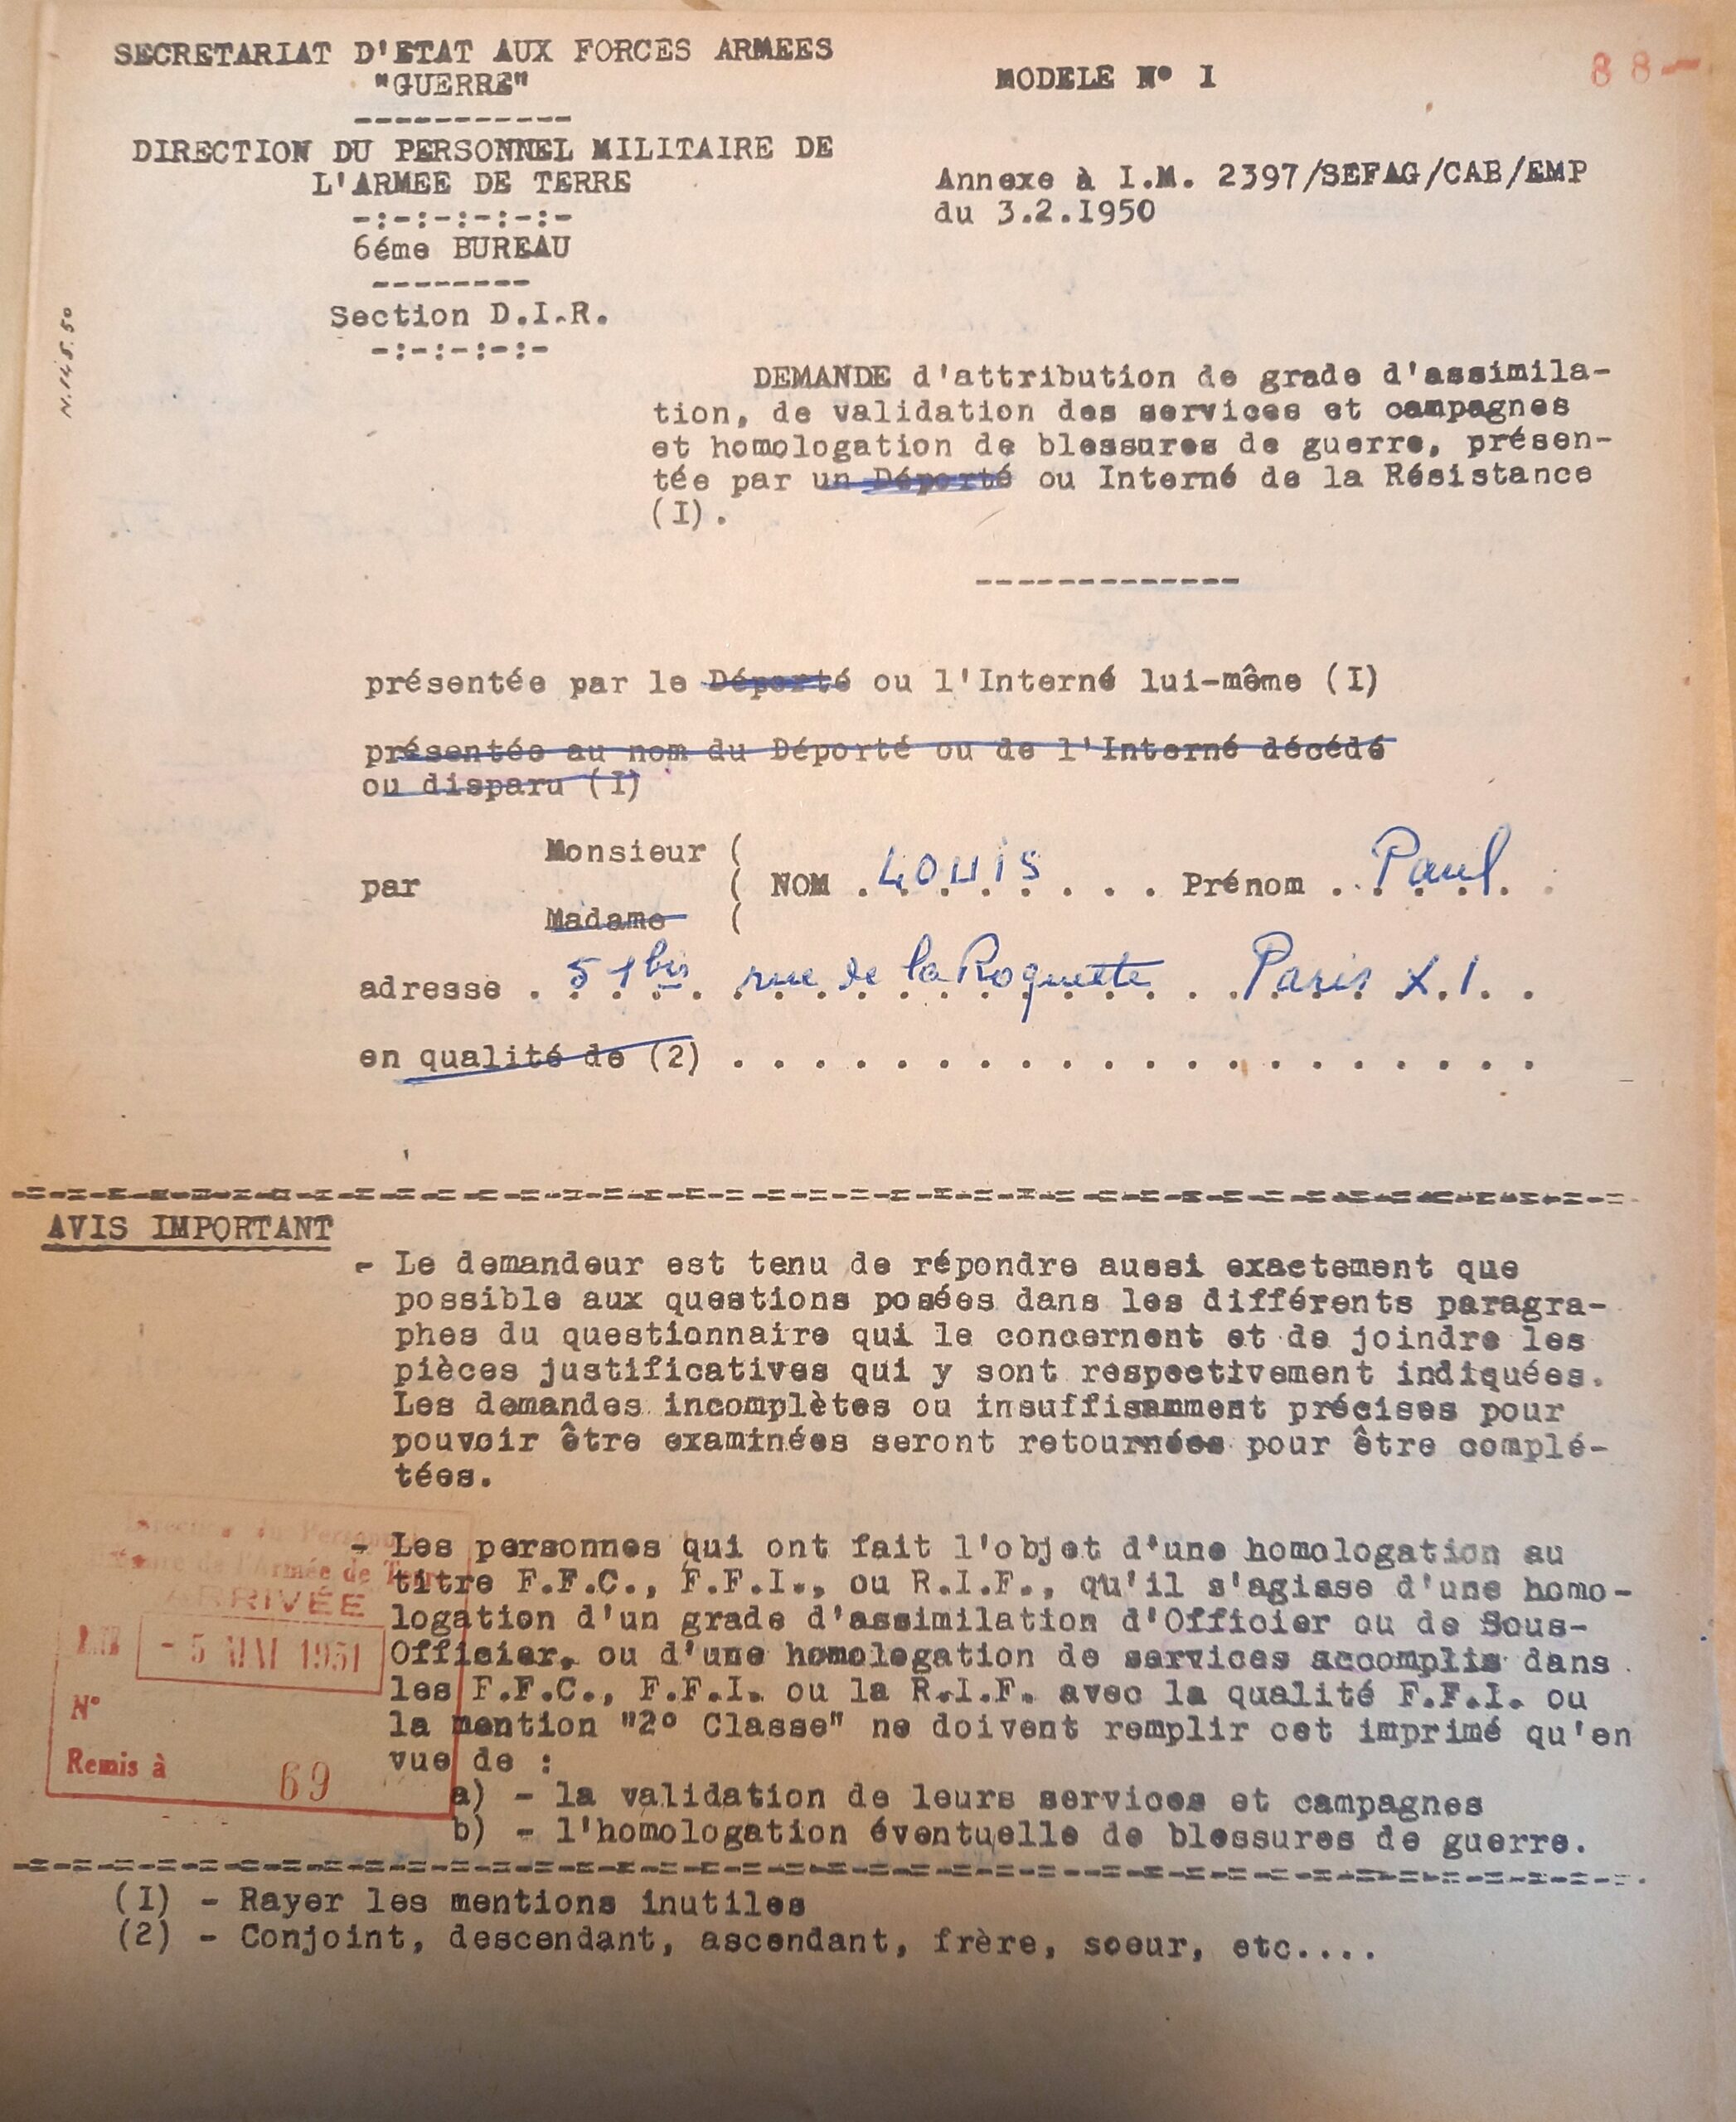 SECRETARIAT D'ETAT AUX FORCES ARMEES
"GUERRE"
-----------
DIRECTION DU PERSONNEL MILITAIRE DE
L'ARMEE DE TERRE
-:-:-:-:-:-
6éme BUREAU
--------
Section D.I.R.
-:-:-:-:-
MODELE N° I
88-
Annexe à I.M. 2397/SEFAG/CAB/EMP
du 3.2.1950
N.145.50
DEMANDE d'attribution de grade d'assimila-
tion, de validation des services et campagnes
et homologation de blessures de guerre, présen-
tée par un Déporté ou Interné de la Résistance
(I).
-------------
présentée par le Déporté ou l'Interné lui-même (I)
présentée au nom du Déporté ou de l'Interné décédé
ou disparu (I)
Monsieur (
par ( NOM . LOUIS . . . . Prénom . . Paul
Madame (
adresse . 51bis rue de la Roquette Paris XI . .
en qualité de (2) . . . . . . . . . . . . . . . . . . . .
AVIS IMPORTANT
- Le demandeur est tenu de répondre aussi exactement que
possible aux questions posées dans les différents paragra-
phes du questionnaire qui le concernent et de joindre les
pièces justificatives qui y sont respectivement indiquées.
Les demandes incomplètes ou insuffisamment précises pour
pouvoir être examinées seront retournées pour être complé-
tées.
- Les personnes qui ont fait l'objet d'une homologation au
titre F.F.C., F.F.I., ou R.I.F., qu'il s'agisse d'une homo-
logation d'un grade d'assimilation d'Officier ou de Sous-
Officier, ou d'une homologation de services accomplis dans
les F.F.C., F.F.I. ou la R.I.F. avec la qualité F.F.I. ou
la mention "2° Classe" ne doivent remplir cet imprimé qu'en
vue de :
a) - la validation de leurs services et campagnes
b) - l'homologation éventuelle de blessures de guerre.
Direction du Personnel
de l'Armée de Terre
ARRIVÉE
- 5 MAI 1951
N°
Remis à 69
(I) - Rayer les mentions inutiles
(2) - Conjoint, descendant, ascendant, frère, soeur, etc....